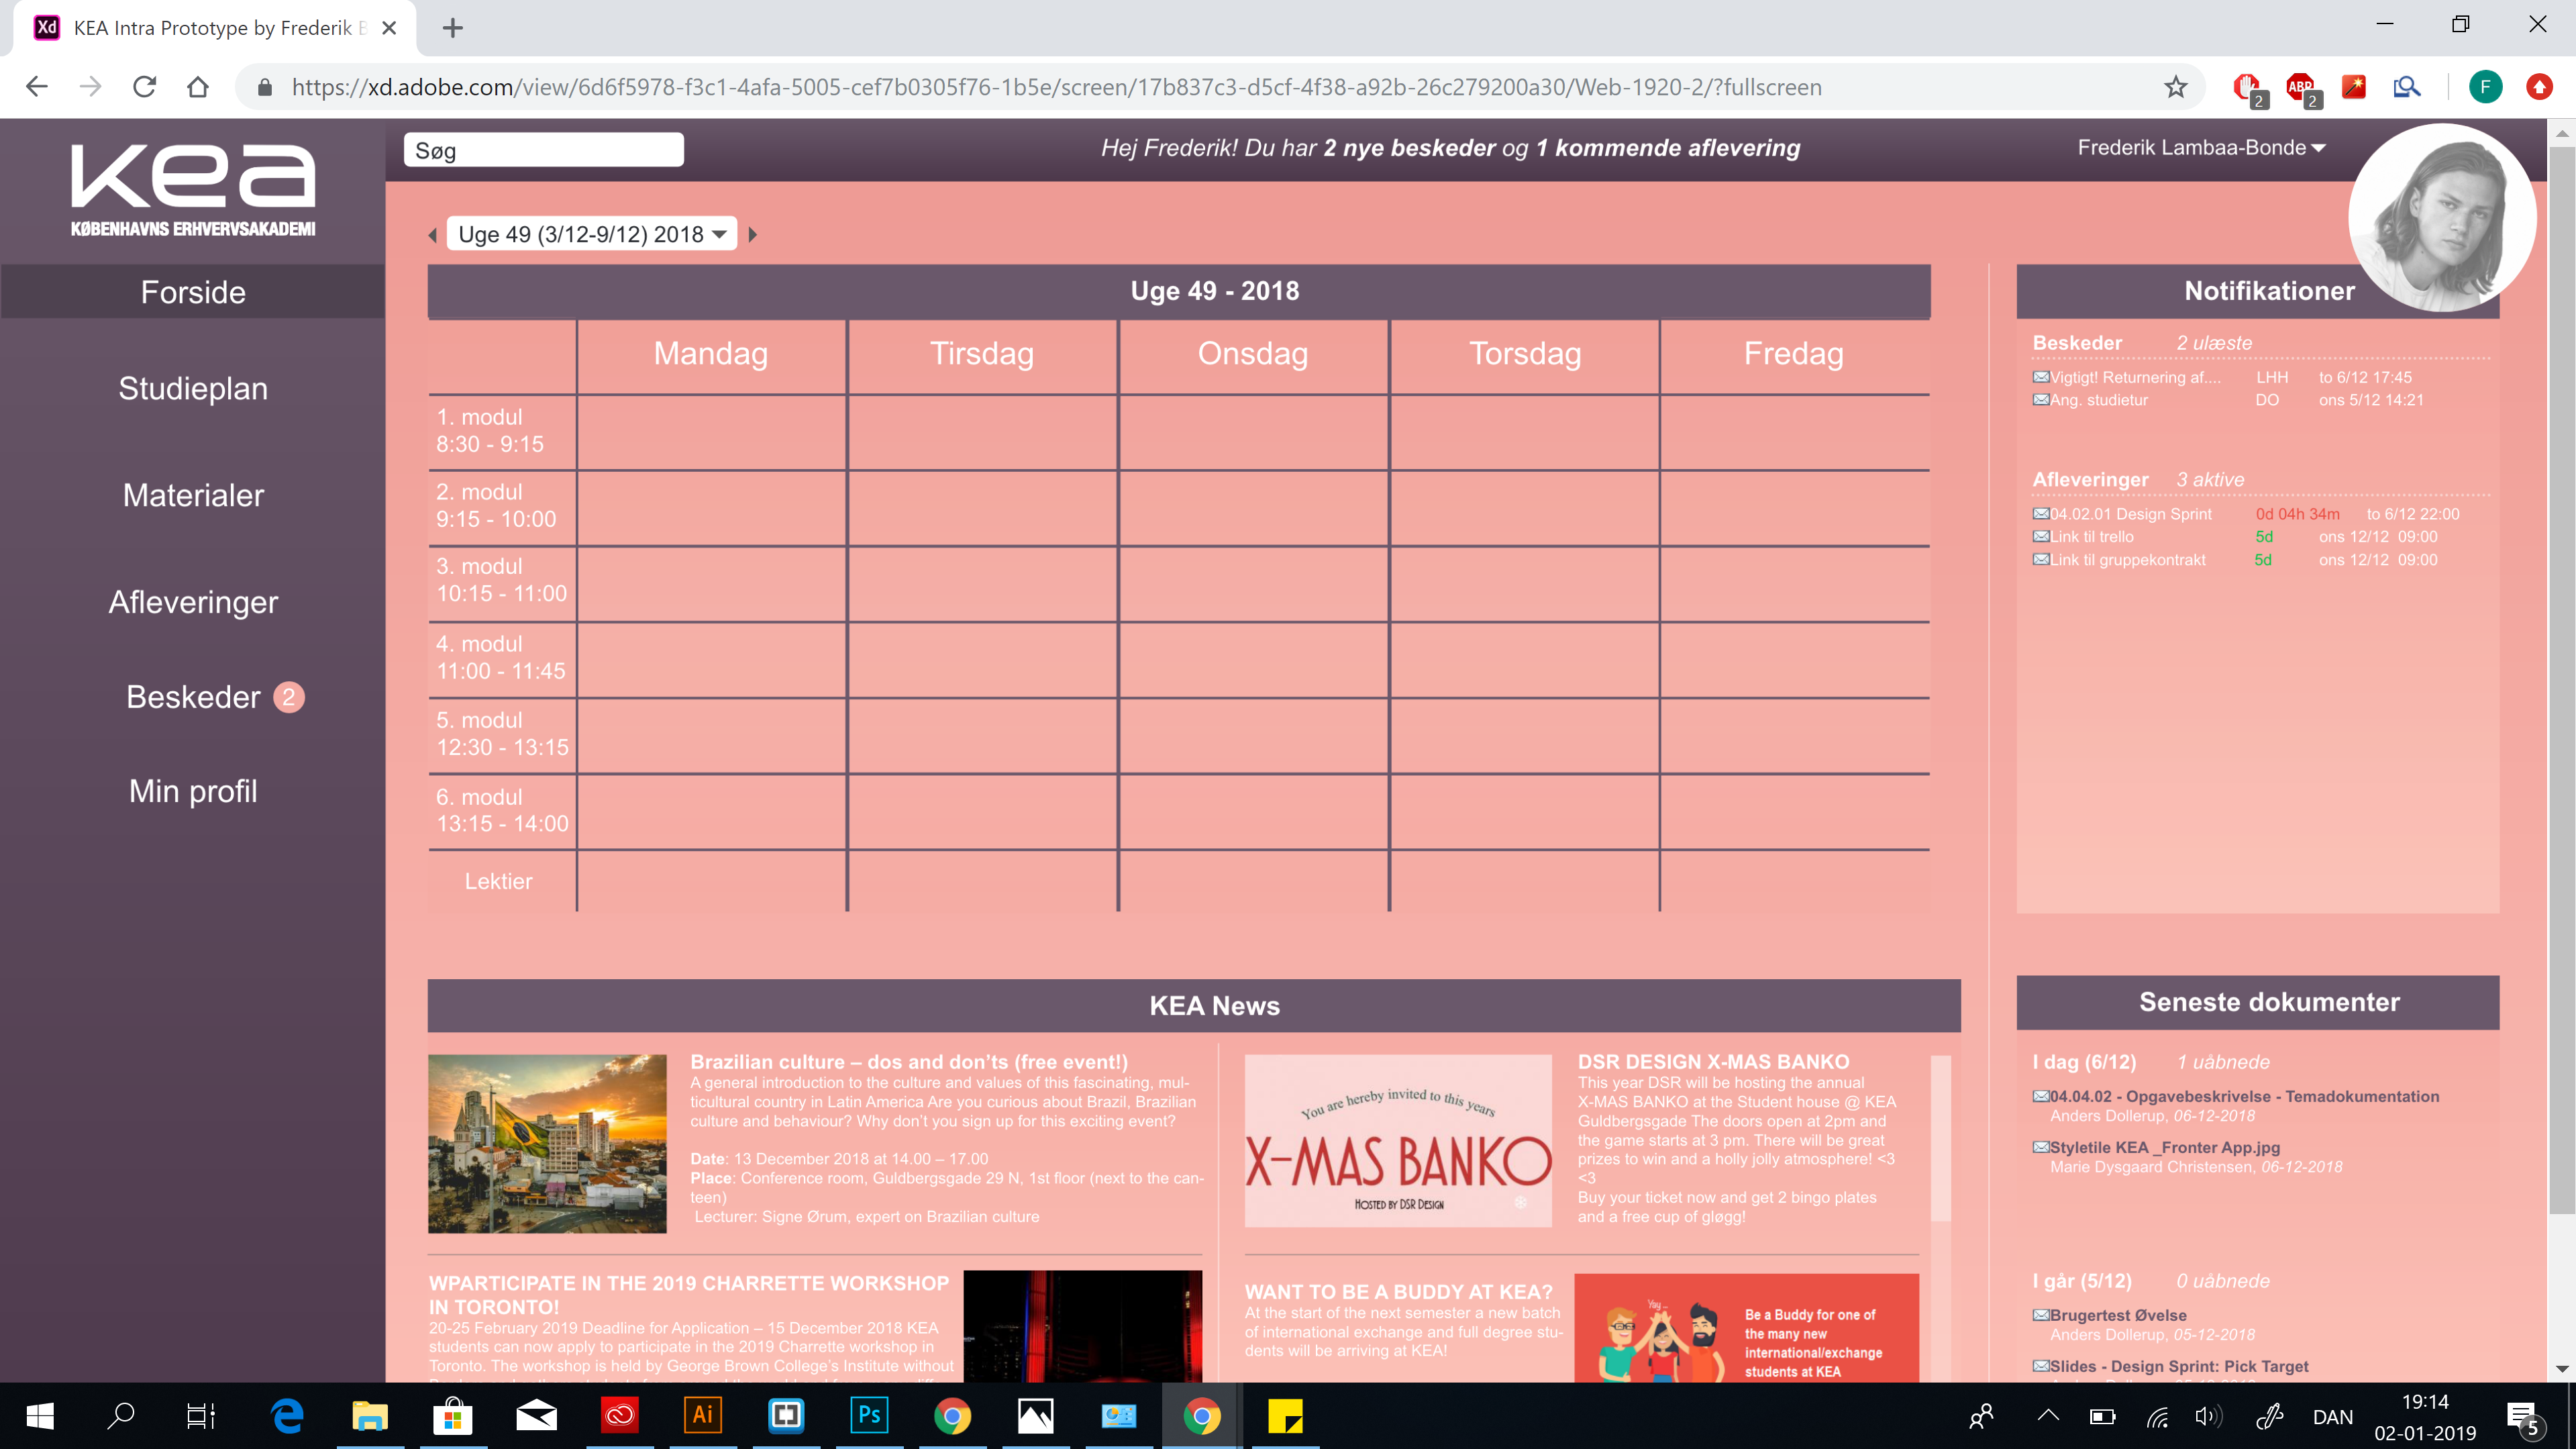 KEA Intra Prototype by Frederik
https://xd.adobe.com/view/6d6f5978-f3c1-4afa-5005-cef7b0305f76-1b5e/screen/17b837c3-d5cf-4f38-a92b-26c279200a30/Web-1920-2/?fullscreen
2
ABP
2
F
kea
KØBENHAVNS ERHVERVSAKADEMI
Søg
Hej Frederik! Du har 2 nye beskeder og 1 kommende aflevering
Frederik Lambaa-Bonde
Forside
Studieplan
Materialer
Afleveringer
Beskeder 2
Min profil
Uge 49 (3/12-9/12) 2018
Uge 49 - 2018
Mandag Tirsdag Onsdag Torsdag Fredag
1. modul
8:30 - 9:15
2. modul
9:15 - 10:00
3. modul
10:15 - 11:00
4. modul
11:00 - 11:45
5. modul
12:30 - 13:15
6. modul
13:15 - 14:00
Lektier
Notifikationer
Beskeder 2 ulæste
Vigtigt! Returnering af.... LHH to 6/12 17:45
Ang. studietur DO ons 5/12 14:21
Afleveringer 3 aktive
04.02.01 Design Sprint 0d 04h 34m to 6/12 22:00
Link til trello 5d ons 12/12 09:00
Link til gruppekontrakt 5d ons 12/12 09:00
KEA News
Brazilian culture – dos and don’ts (free event!)
A general introduction to the culture and values of this fascinating, mul-
ticultural country in Latin America Are you curious about Brazil, Brazilian
culture and behaviour? Why don’t you sign up for this exciting event?
Date: 13 December 2018 at 14.00 – 17.00
Place: Conference room, Guldbergsgade 29 N, 1st floor (next to the can-
teen)
Lecturer: Signe Ørum, expert on Brazilian culture
You are hereby invited to this years
X-MAS BANKO
HOSTED BY DSR DESIGN
DSR DESIGN X-MAS BANKO
This year DSR will be hosting the annual
X-MAS BANKO at the Student house @ KEA
Guldbergsgade The doors open at 2pm and
the game starts at 3 pm. There will be great
prizes to win and a holly jolly atmosphere! <3
<3
Buy your ticket now and get 2 bingo plates
and a free cup of gløgg!
WPARTICIPATE IN THE 2019 CHARRETTE WORKSHOP
IN TORONTO!
20-25 February 2019 Deadline for Application – 15 December 2018 KEA
students can now apply to participate in the 2019 Charrette workshop in
Toronto. The workshop is held by George Brown College’s Institute without
WANT TO BE A BUDDY AT KEA?
At the start of the next semester a new batch
of international exchange and full degree stu-
dents will be arriving at KEA!
Yay...
Be a Buddy for one of
the many new
international/exchange
students at KEA
Seneste dokumenter
I dag (6/12) 1 uåbnede
04.04.02 - Opgavebeskrivelse - Temadokumentation
Anders Dollerup, 06-12-2018
Styletile KEA _Fronter App.jpg
Marie Dysgaard Christensen, 06-12-2018
I går (5/12) 0 uåbnede
Brugertest Øvelse
Anders Dollerup, 05-12-2018
Slides - Design Sprint: Pick Target
Ai
Ps
DAN
19:14
02-01-2019
5